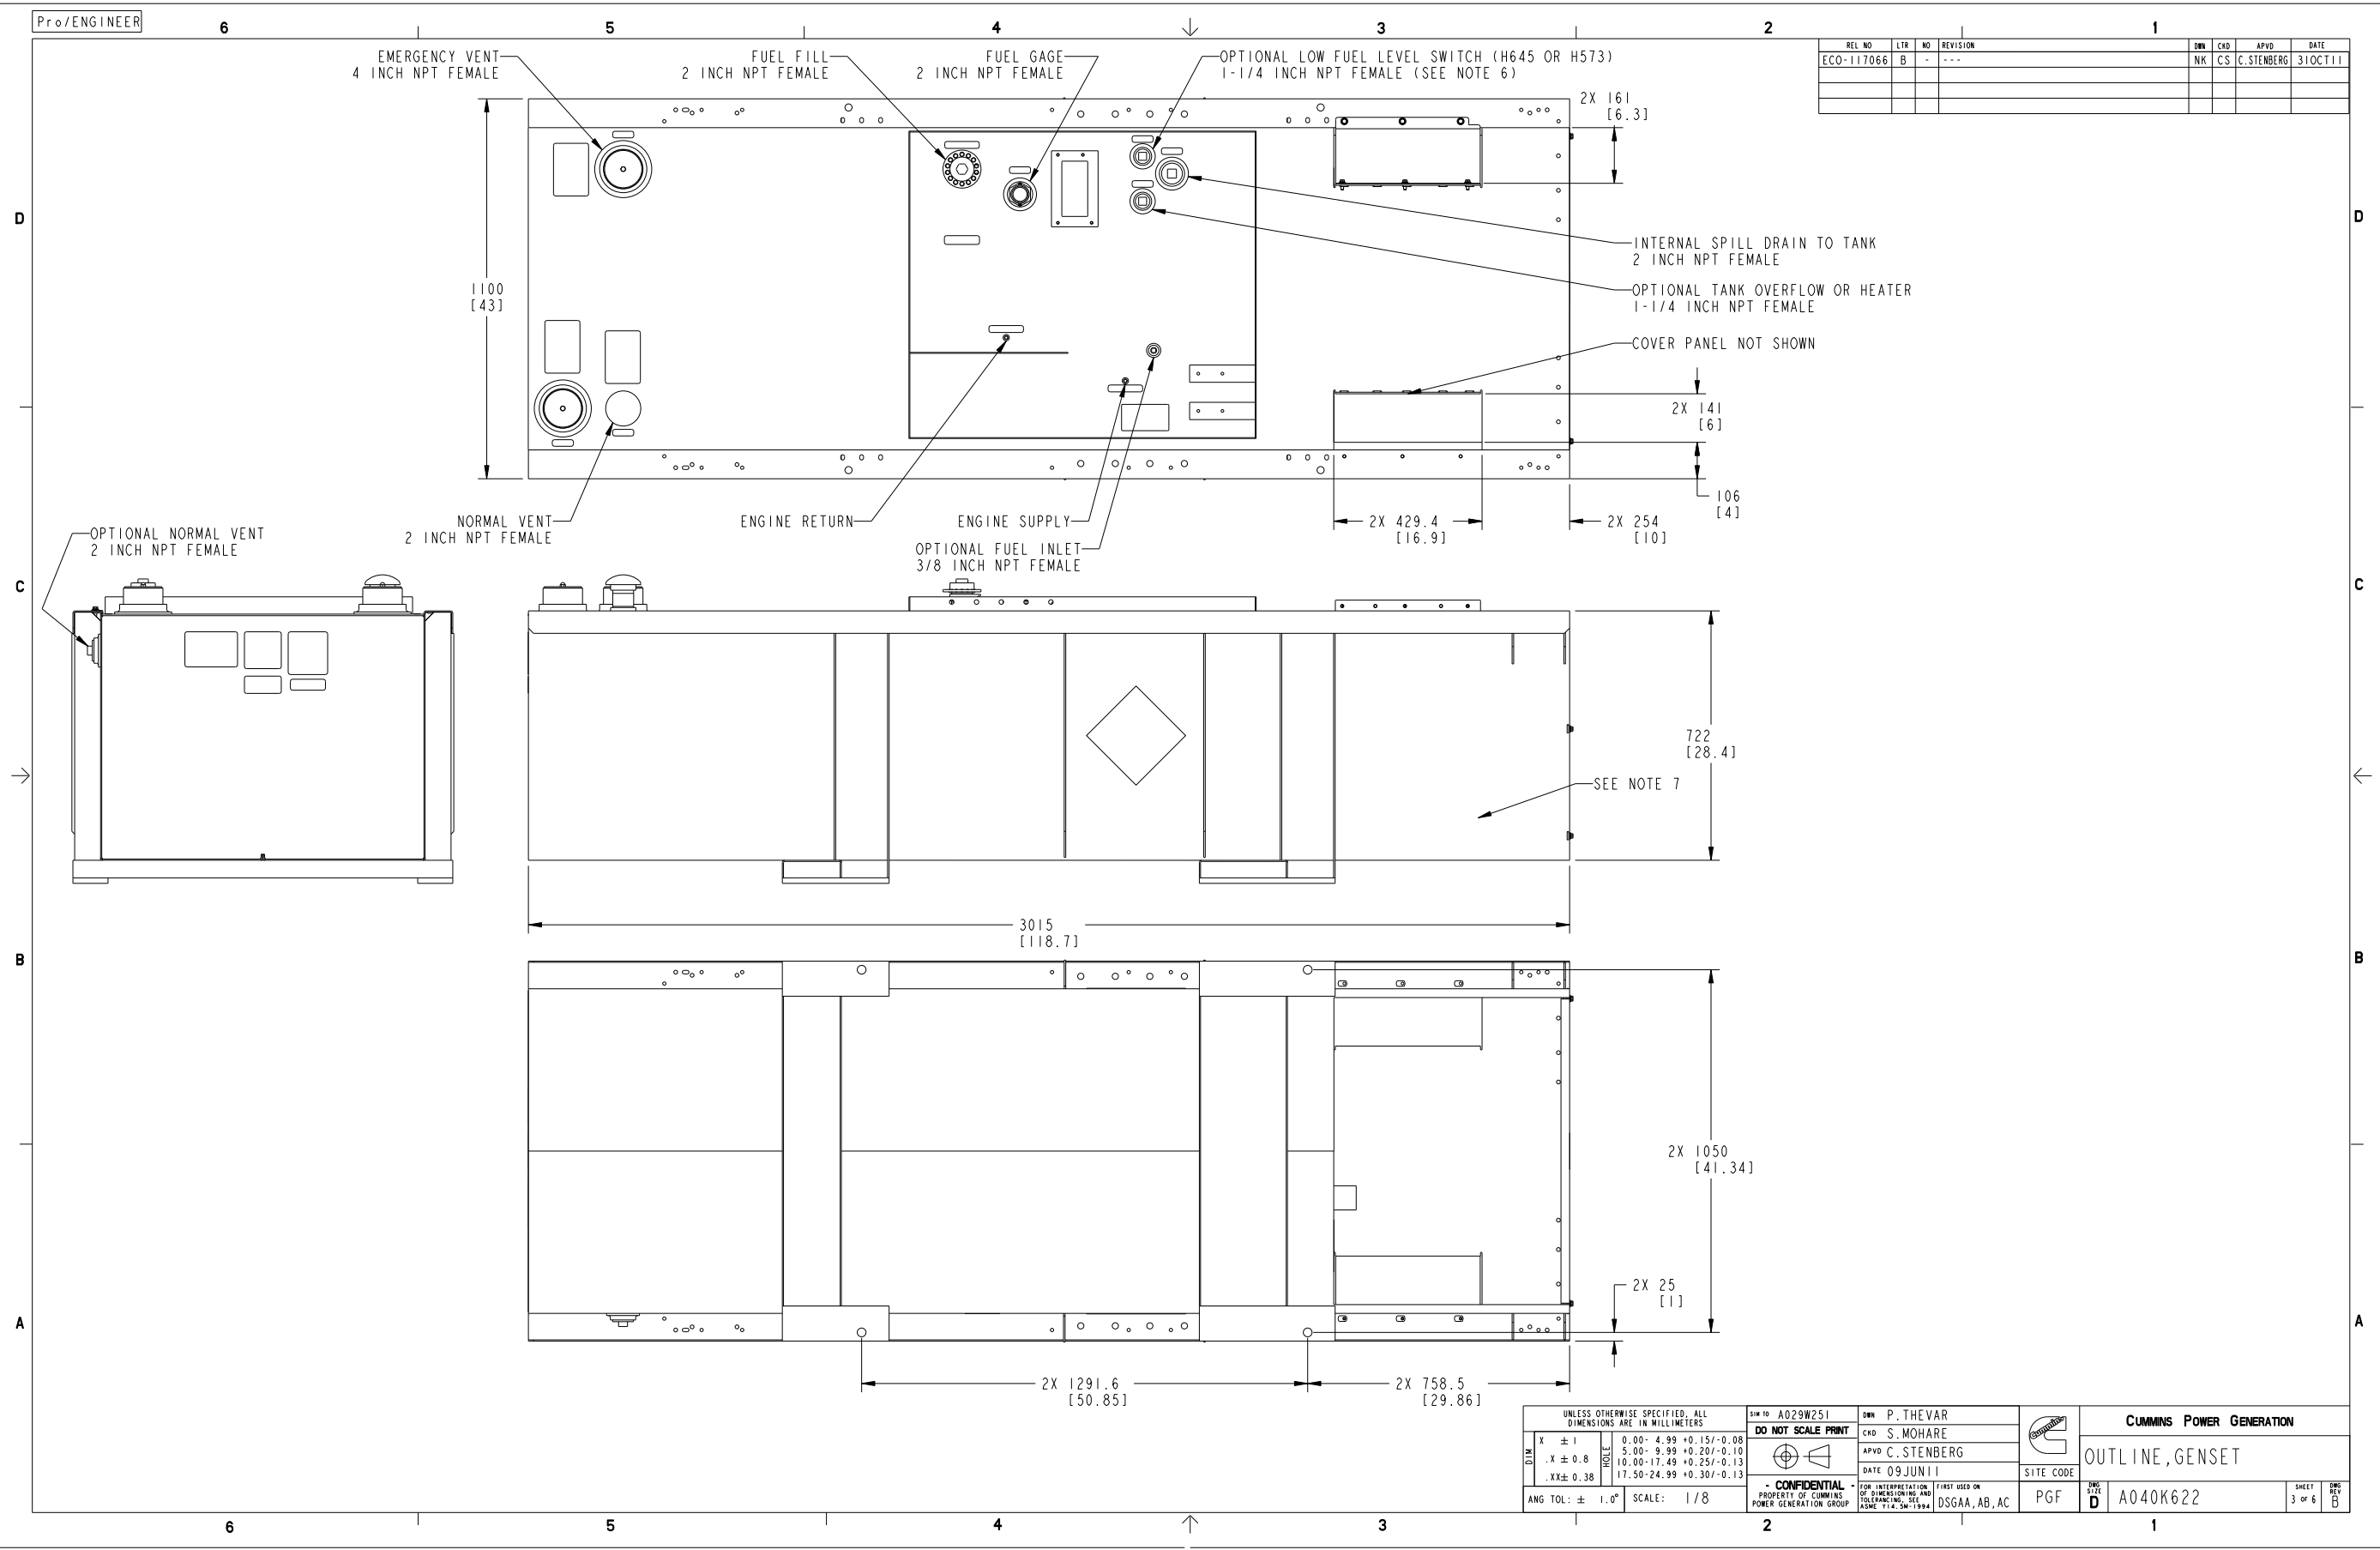 Pro/ENGINEER
6 5 4 3 2 1
REL NO LTR NO REVISION DWN CKD APVD DATE
ECO-117066 B - --- NK CS C.STENBERG 31OCT11
EMERGENCY VENT
4 INCH NPT FEMALE
FUEL FILL
2 INCH NPT FEMALE
FUEL GAGE
2 INCH NPT FEMALE
OPTIONAL LOW FUEL LEVEL SWITCH (H645 OR H573)
1-1/4 INCH NPT FEMALE (SEE NOTE 6)
2X 161
[6.3]
D D
INTERNAL SPILL DRAIN TO TANK
2 INCH NPT FEMALE
1100
[43]
OPTIONAL TANK OVERFLOW OR HEATER
1-1/4 INCH NPT FEMALE
COVER PANEL NOT SHOWN
2X 141
[6]
106
[4]
OPTIONAL NORMAL VENT
2 INCH NPT FEMALE
NORMAL VENT
2 INCH NPT FEMALE
ENGINE RETURN
ENGINE SUPPLY
OPTIONAL FUEL INLET
3/8 INCH NPT FEMALE
2X 429.4
[16.9]
2X 254
[10]
C C
722
[28.4]
SEE NOTE 7
3015
[118.7]
B B
2X 1050
[41.34]
2X 25
[1]
A A
2X 1291.6
[50.85]
2X 758.5
[29.86]
UNLESS OTHERWISE SPECIFIED, ALL
DIMENSIONS ARE IN MILLIMETERS
DIM
X ± 1
.X ± 0.8
.XX± 0.38
HOLE
0.00- 4.99 +0.15/-0.08
5.00- 9.99 +0.20/-0.10
10.00-17.49 +0.25/-0.13
17.50-24.99 +0.30/-0.13
ANG TOL: ± 1.0° SCALE: 1/8
SIM TO A029W251
DO NOT SCALE PRINT
- CONFIDENTIAL -
PROPERTY OF CUMMINS
POWER GENERATION GROUP
DWN P.THEVAR
CKD S.MOHARE
APVD C.STENBERG
DATE 09JUN11
FOR INTERPRETATION
OF DIMENSIONING AND
TOLERANCING, SEE
ASME Y14.5M-1994
FIRST USED ON
DSGAA,AB,AC
Cummins
SITE CODE
PGF
CUMMINS POWER GENERATION
OUTLINE,GENSET
DWG SIZE
D
A040K622
SHEET
3 OF 6
DWG REV
B
6 5 4 3 2 1